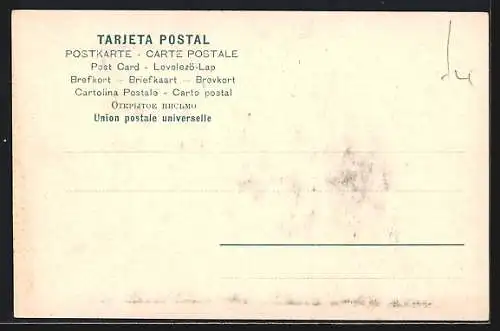 TARJETA POSTAL
POSTKARTE - CARTE POSTALE
Post Card - Levelező-Lap
Brefkort — Briefkaart — Brevkort
Cartolina Postale - Carto postal
Открытое письмо
Union postale universelle